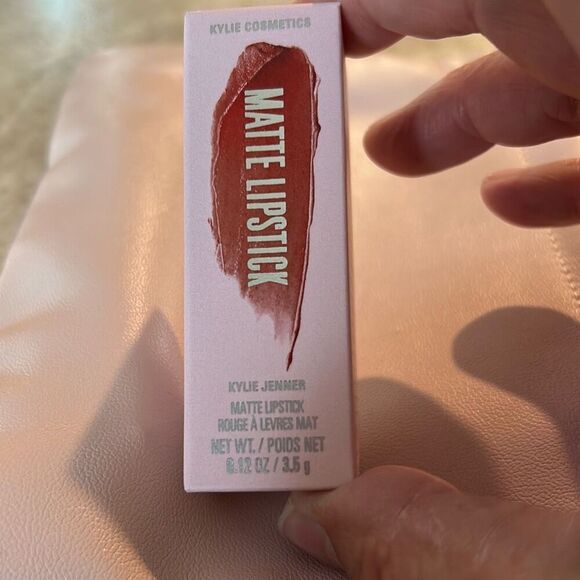 KYLIE COSMETICS
MATTE LIPSTICK
KYLIE JENNER
MATTE LIPSTICK
ROUGE À LEVRES MAT
NET WT. / POIDS NET
0.12 OZ / 3.5 g